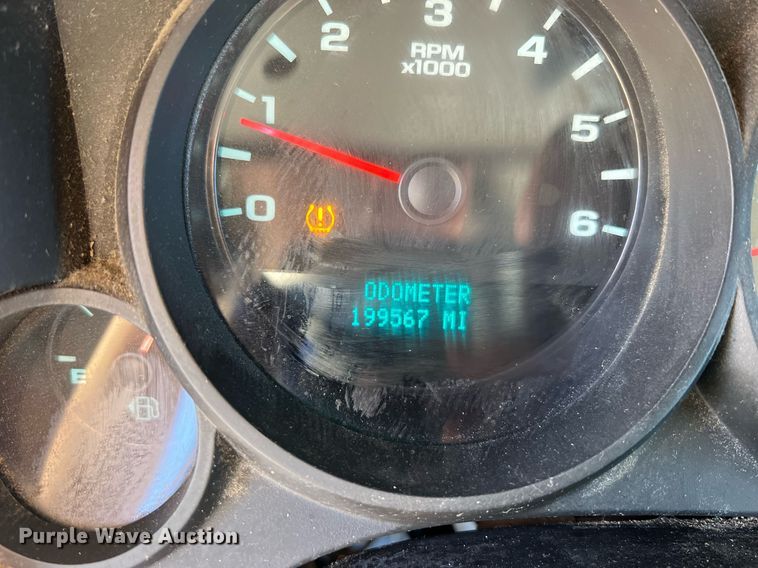 2 3 4
RPM
x1000
1 5
0 6
ODOMETER
199567 MI
E
Purple Wave Auction